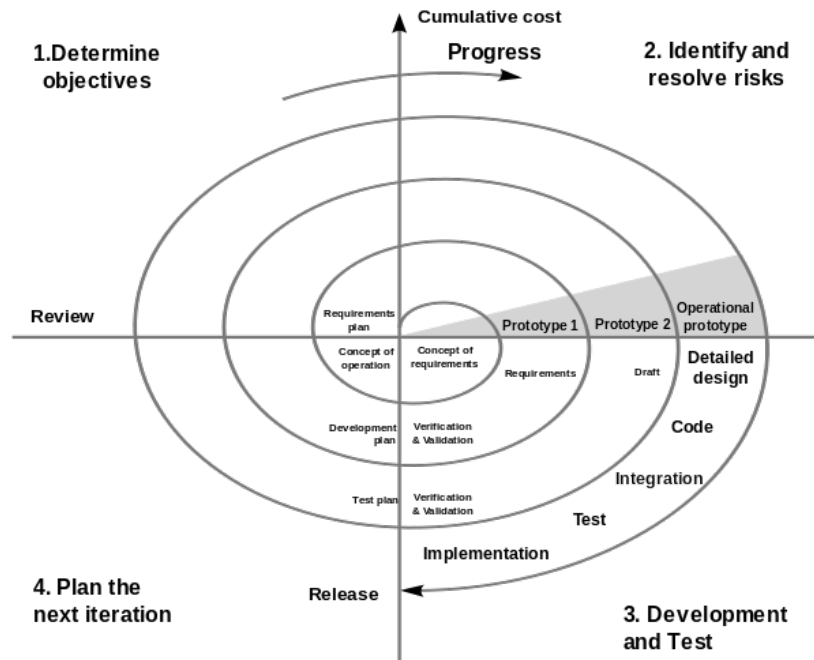 Cumulative cost
1.Determine
objectives
Progress
2. Identify and
resolve risks
Review
Requirements
plan
Prototype 1
Prototype 2
Operational
prototype
Concept of
operation
Concept of
requirements
Requirements
Draft
Detailed
design
Code
Development
plan
Verification
& Validation
Integration
Test plan
Verification
& Validation
Test
Implementation
4. Plan the
next iteration
Release
3. Development
and Test